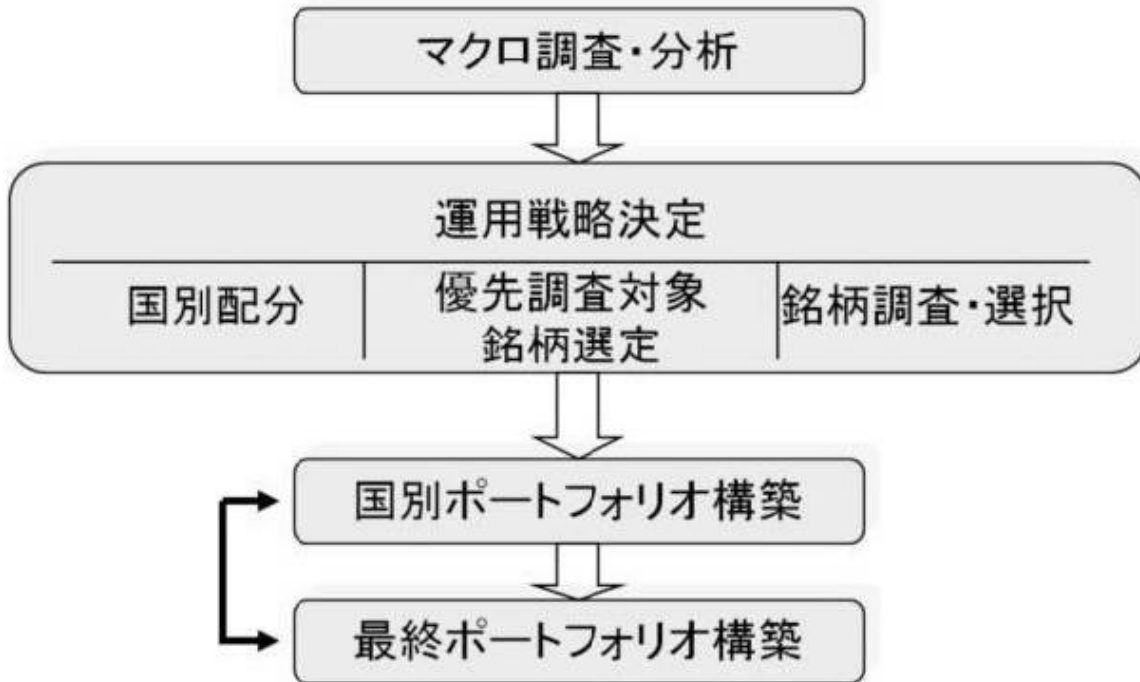 マクロ調査・分析
運用戦略決定
国別配分
優先調査対象
銘柄選定
銘柄調査・選択
国別ポートフォリオ構築
最終ポートフォリオ構築